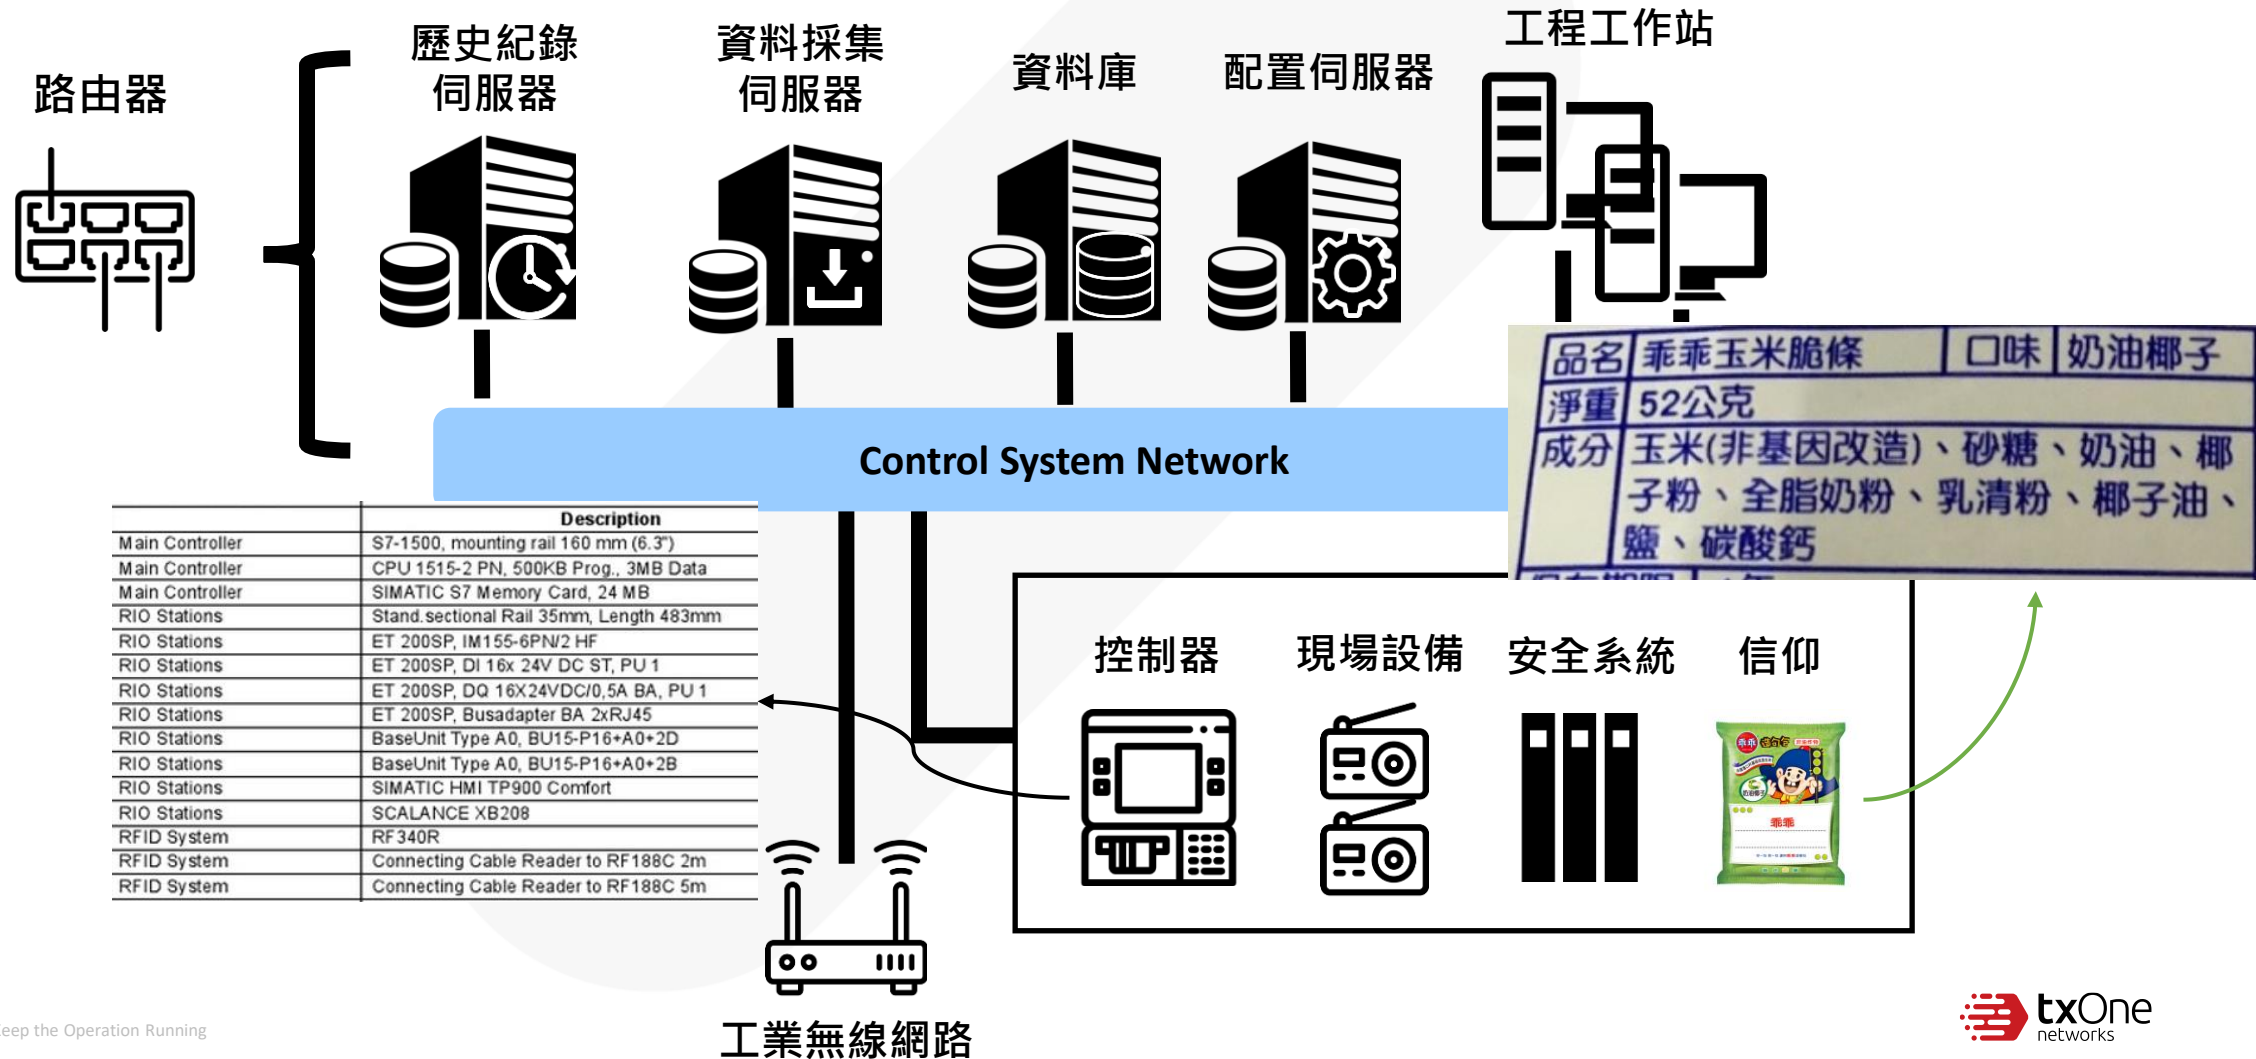 路由器
歷史紀錄
伺服器
資料採集
伺服器
資料庫
配置伺服器
工程工作站
Control System Network
品名 乖乖玉米脆條 口味 奶油椰子
淨重 52公克
成分 玉米(非基因改造)、砂糖、奶油、椰
子粉、全脂奶粉、乳清粉、椰子油、
鹽、碳酸鈣
Description
Main Controller S7-1500, mounting rail 160 mm (6.3")
Main Controller CPU 1515-2 PN, 500KB Prog., 3MB Data
Main Controller SIMATIC S7 Memory Card, 24 MB
RIO Stations Stand.sectional Rail 35mm, Length 483mm
RIO Stations ET 200SP, IM155-6PN/2 HF
RIO Stations ET 200SP, DI 16x 24V DC ST, PU 1
RIO Stations ET 200SP, DQ 16X24VDC/0,5A BA, PU 1
RIO Stations ET 200SP, Busadapter BA 2xRJ45
RIO Stations BaseUnit Type A0, BU15-P16+A0+2D
RIO Stations BaseUnit Type A0, BU15-P16+A0+2B
RIO Stations SIMATIC HMI TP900 Comfort
RIO Stations SCALANCE XB208
RFID System RF340R
RFID System Connecting Cable Reader to RF188C 2m
RFID System Connecting Cable Reader to RF188C 5m
控制器
現場設備
安全系統
信仰
乖乖
奶油椰子
乖乖
工業無線網路
eep the Operation Running
txOne
networks